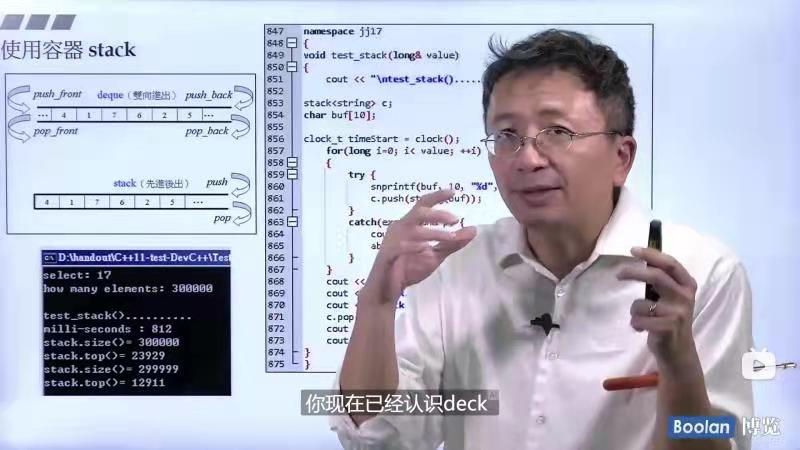 使用容器 stack
push_front deque（雙向進出） push_back
... 4 1 7 6 2 5 ...
pop_front pop_back
stack（先進後出） push
4 1 7 6 2 5 ...
pop
D:\handout\C++11-test-DevC++\Test
select: 17
how many elements: 300000
test_stack()..........
milli-seconds : 812
stack.size()= 300000
stack.top()= 23929
stack.size()= 299999
stack.top()= 12911
847 namespace jj17
848 {
849 void test_stack(long& value)
850 {
851 cout << "\ntest_stack().....
852
853 stack<string> c;
854 char buf[10];
855
856 clock_t timeStart = clock();
857 for(long i=0; i< value; ++i)
858 {
859 try {
860 snprintf(buf, 10, "%d",
861 c.push(string(buf));
862 }
863 catch(ex p {
864 cou
865 ab
866 }
867 }
868 cout <<
869 cout <<
870 cout <<
871 c.pop
872 cout
873 cout
874 }
875 }
你现在已经认识deck
Boolan 博览